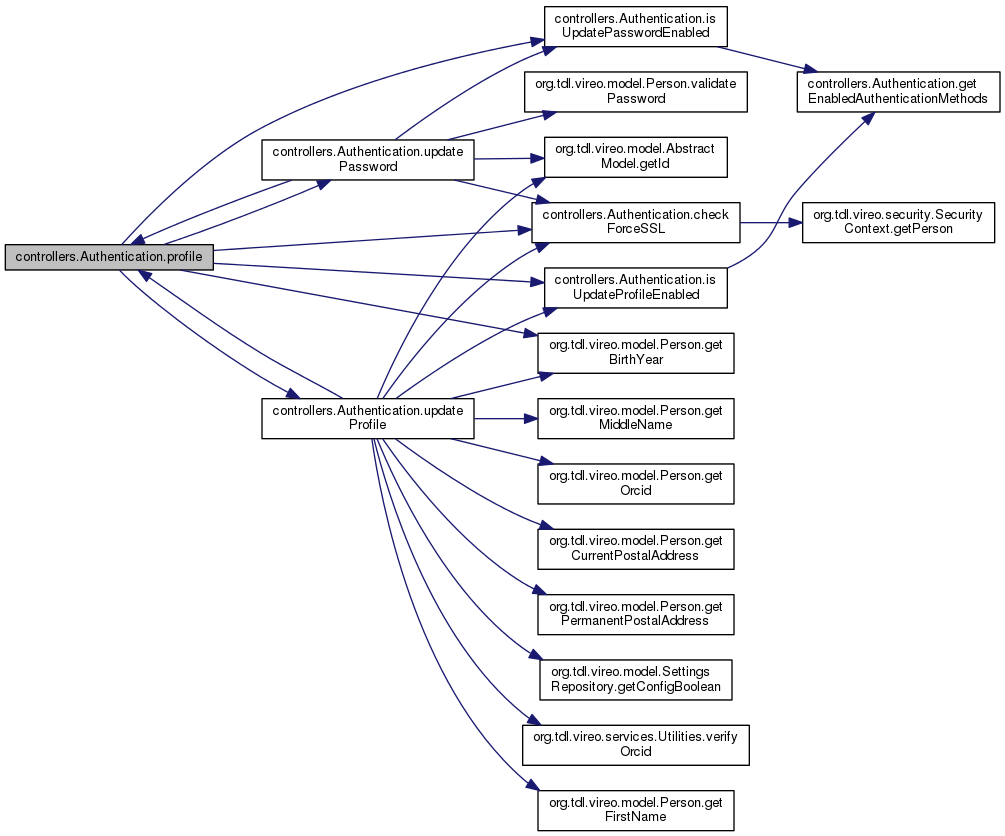 controllers.Authentication.profile
controllers.Authentication.update
Password
controllers.Authentication.update
Profile
controllers.Authentication.is
UpdatePasswordEnabled
org.tdl.vireo.model.Person.validate
Password
org.tdl.vireo.model.Abstract
Model.getId
controllers.Authentication.check
ForceSSL
controllers.Authentication.is
UpdateProfileEnabled
org.tdl.vireo.model.Person.get
BirthYear
org.tdl.vireo.model.Person.get
MiddleName
org.tdl.vireo.model.Person.get
Orcid
org.tdl.vireo.model.Person.get
CurrentPostalAddress
org.tdl.vireo.model.Person.get
PermanentPostalAddress
org.tdl.vireo.model.Settings
Repository.getConfigBoolean
org.tdl.vireo.services.Utilities.verify
Orcid
org.tdl.vireo.model.Person.get
FirstName
controllers.Authentication.get
EnabledAuthenticationMethods
org.tdl.vireo.security.Security
Context.getPerson